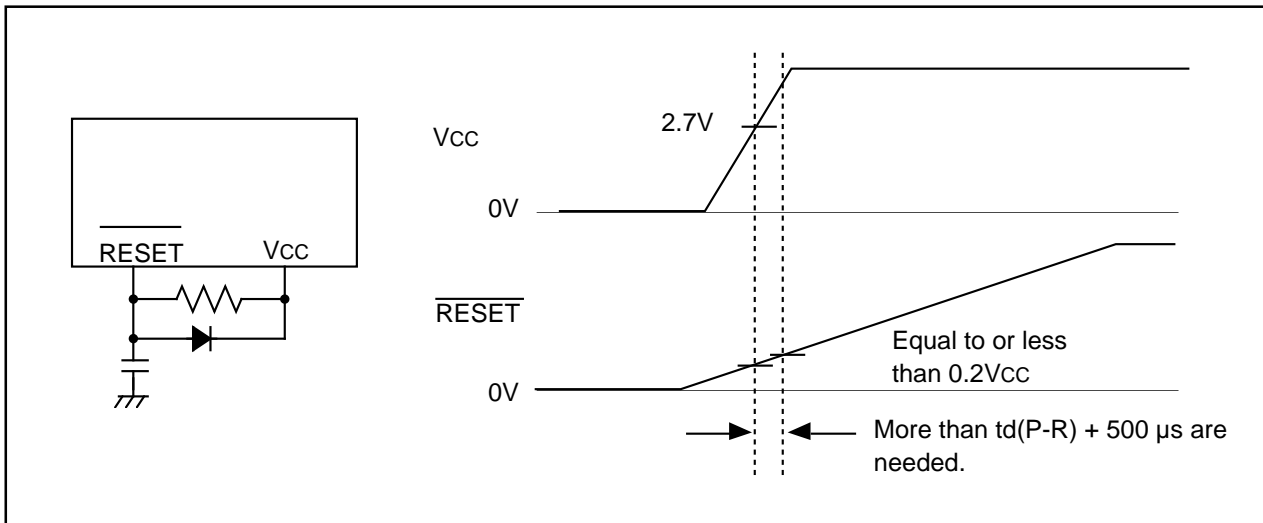 RESET
VCC
VCC
2.7V
0V
RESET
0V
Equal to or less
than 0.2VCC
More than td(P-R) + 500 µs are
needed.